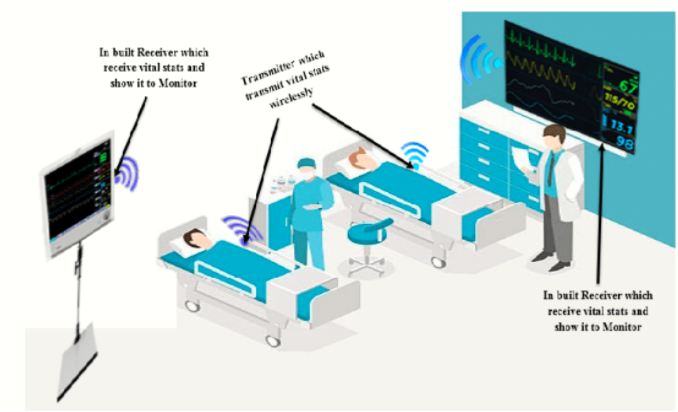 In built Receiver which
receive vital stats and
show it to Monitor
Transmitter which
transmit vital stats
wirelessly
67
115/70
13.1
98
In built Receiver which
receive vital stats and
show it to Monitor